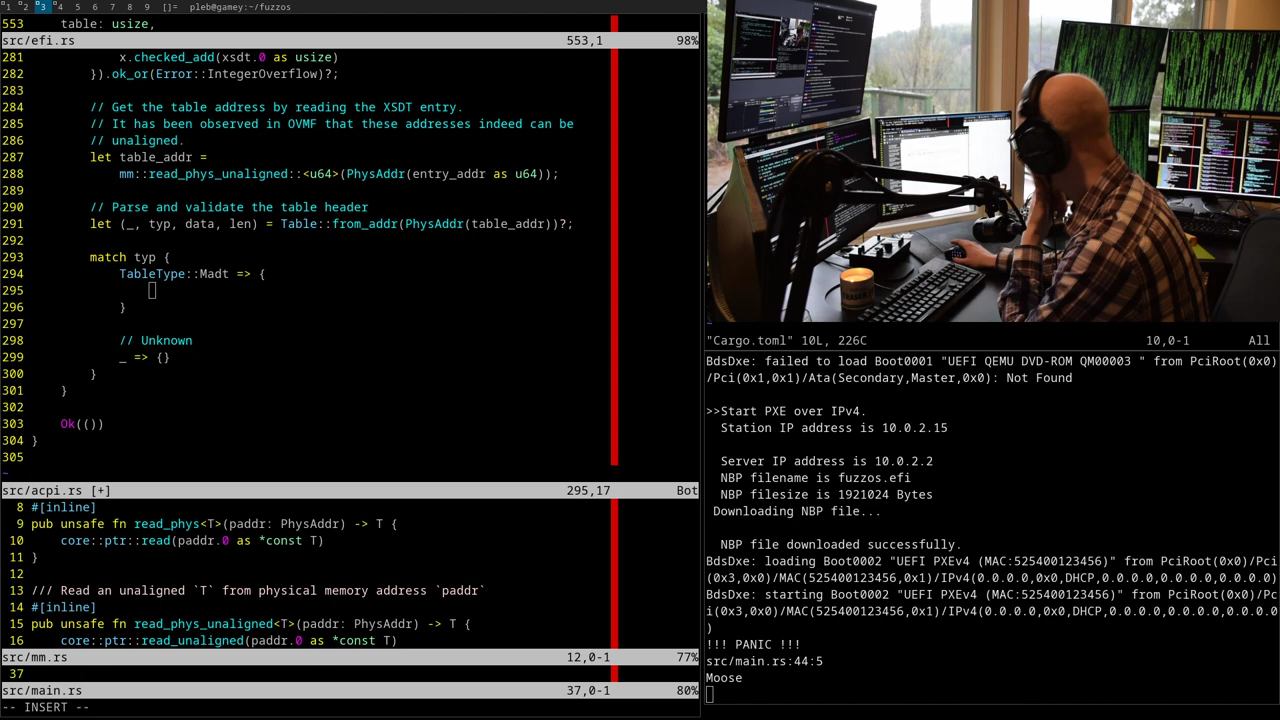 1 2 3 4 5 6 7 8 9 []= pleb@gamey:~/fuzzos
553 table: usize,
src/efi.rs 553,1 98%
281 x.checked_add(xsdt.0 as usize)
282 }).ok_or(Error::IntegerOverflow)?;
283
284 // Get the table address by reading the XSDT entry.
285 // It has been observed in OVMF that these addresses indeed can be
286 // unaligned.
287 let table_addr =
288 mm::read_phys_unaligned::<u64>(PhysAddr(entry_addr as u64));
289
290 // Parse and validate the table header
291 let (_, typ, data, len) = Table::from_addr(PhysAddr(table_addr))?;
292
293 match typ {
294 TableType::Madt => {
295
296 }
297
298 // Unknown
299 _ => {}
300 }
301 }
302
303 Ok(())
304 }
305
~
src/acpi.rs [+] 295,17 Bot
8 #[inline]
9 pub unsafe fn read_phys<T>(paddr: PhysAddr) -> T {
10 core::ptr::read(paddr.0 as *const T)
11 }
12
13 /// Read an unaligned `T` from physical memory address `paddr`
14 #[inline]
15 pub unsafe fn read_phys_unaligned<T>(paddr: PhysAddr) -> T {
16 core::ptr::read_unaligned(paddr.0 as *const T)
src/mm.rs 12,0-1 77%
37
src/main.rs 37,0-1 80%
-- INSERT --
~
"Cargo.toml" 10L, 226C 10,0-1 All
BdsDxe: failed to load Boot0001 "UEFI QEMU DVD-ROM QM00003 " from PciRoot(0x0)
/Pci(0x1,0x1)/Ata(Secondary,Master,0x0): Not Found
>>Start PXE over IPv4.
Station IP address is 10.0.2.15
Server IP address is 10.0.2.2
NBP filename is fuzzos.efi
NBP filesize is 1921024 Bytes
Downloading NBP file...
NBP file downloaded successfully.
BdsDxe: loading Boot0002 "UEFI PXEv4 (MAC:525400123456)" from PciRoot(0x0)/Pci
(0x3,0x0)/MAC(525400123456,0x1)/IPv4(0.0.0.0,0x0,DHCP,0.0.0.0,0.0.0.0,0.0.0.0)
BdsDxe: starting Boot0002 "UEFI PXEv4 (MAC:525400123456)" from PciRoot(0x0)/Pc
i(0x3,0x0)/MAC(525400123456,0x1)/IPv4(0.0.0.0,0x0,DHCP,0.0.0.0,0.0.0.0,0.0.0.0
)
!!! PANIC !!!
src/main.rs:44:5
Moose